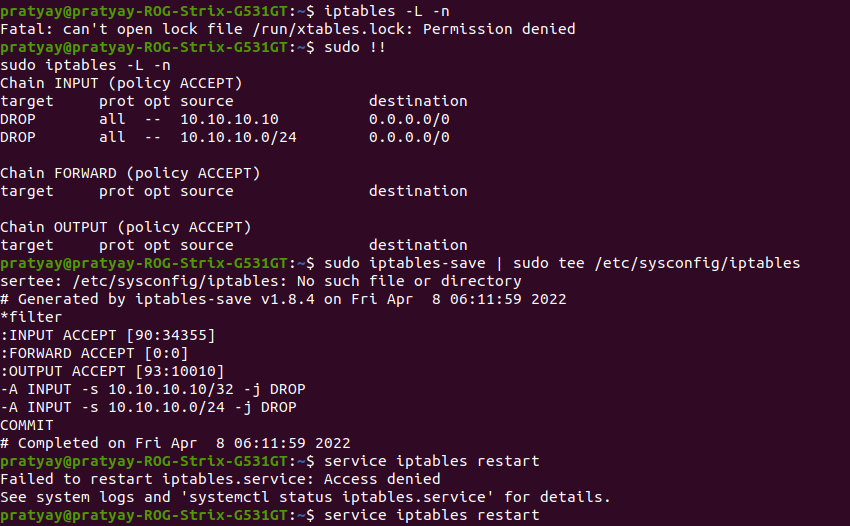 pratyay@pratyay-ROG-Strix-G531GT:~$ iptables -L -n
Fatal: can't open lock file /run/xtables.lock: Permission denied
pratyay@pratyay-ROG-Strix-G531GT:~$ sudo !!
sudo iptables -L -n
Chain INPUT (policy ACCEPT)
target     prot opt source               destination
DROP       all  --  10.10.10.10          0.0.0.0/0
DROP       all  --  10.10.10.0/24        0.0.0.0/0
Chain FORWARD (policy ACCEPT)
target     prot opt source               destination
Chain OUTPUT (policy ACCEPT)
target     prot opt source               destination
pratyay@pratyay-ROG-Strix-G531GT:~$ sudo iptables-save | sudo tee /etc/sysconfig/iptables
sertee: /etc/sysconfig/iptables: No such file or directory
# Generated by iptables-save v1.8.4 on Fri Apr  8 06:11:59 2022
*filter
:INPUT ACCEPT [90:34355]
:FORWARD ACCEPT [0:0]
:OUTPUT ACCEPT [93:10010]
-A INPUT -s 10.10.10.10/32 -j DROP
-A INPUT -s 10.10.10.0/24 -j DROP
COMMIT
# Completed on Fri Apr  8 06:11:59 2022
pratyay@pratyay-ROG-Strix-G531GT:~$ service iptables restart
Failed to restart iptables.service: Access denied
See system logs and 'systemctl status iptables.service' for details.
pratyay@pratyay-ROG-Strix-G531GT:~$ service iptables restart